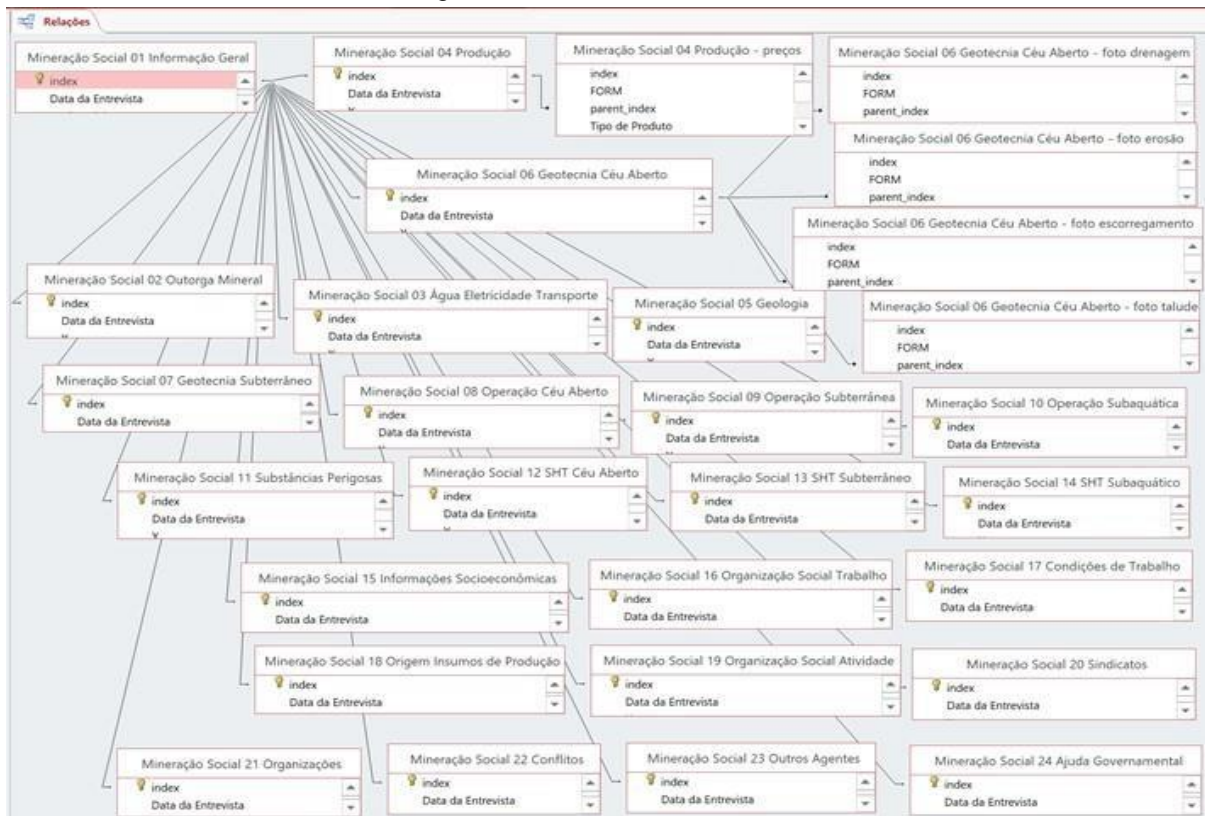 Relações
Mineração Social 01 Informação Geral
index
Data da Entrevista
Mineração Social 04 Produção
index
Data da Entrevista
Mineração Social 04 Produção - preços
index
FORM
parent_index
Tipo de Produto
Mineração Social 06 Geotecnia Céu Aberto - foto drenagem
index
FORM
parent_index
Mineração Social 06 Geotecnia Céu Aberto - foto erosão
index
FORM
parent_index
Mineração Social 06 Geotecnia Céu Aberto
index
Data da Entrevista
Mineração Social 06 Geotecnia Céu Aberto - foto escorregamento
index
FORM
parent_index
Mineração Social 02 Outorga Mineral
index
Data da Entrevista
Mineração Social 03 Água Eletricidade Transporte
index
Data da Entrevista
Mineração Social 05 Geologia
index
Data da Entrevista
Mineração Social 06 Geotecnia Céu Aberto - foto talude
index
FORM
parent_index
Mineração Social 07 Geotecnia Subterrâneo
index
Data da Entrevista
Mineração Social 08 Operação Céu Aberto
index
Data da Entrevista
Mineração Social 09 Operação Subterrânea
index
Data da Entrevista
Mineração Social 10 Operação Subaquática
index
Data da Entrevista
Mineração Social 11 Substâncias Perigosas
index
Data da Entrevista
Mineração Social 12 SHT Céu Aberto
index
Data da Entrevista
Mineração Social 13 SHT Subterrâneo
index
Data da Entrevista
Mineração Social 14 SHT Subaquático
index
Data da Entrevista
Mineração Social 15 Informações Socioeconômicas
index
Data da Entrevista
Mineração Social 16 Organização Social Trabalho
index
Data da Entrevista
Mineração Social 17 Condições de Trabalho
index
Data da Entrevista
Mineração Social 18 Origem Insumos de Produção
index
Data da Entrevista
Mineração Social 19 Organização Social Atividade
index
Data da Entrevista
Mineração Social 20 Sindicatos
index
Data da Entrevista
Mineração Social 21 Organizações
index
Data da Entrevista
Mineração Social 22 Conflitos
index
Data da Entrevista
Mineração Social 23 Outros Agentes
index
Data da Entrevista
Mineração Social 24 Ajuda Governamental
index
Data da Entrevista